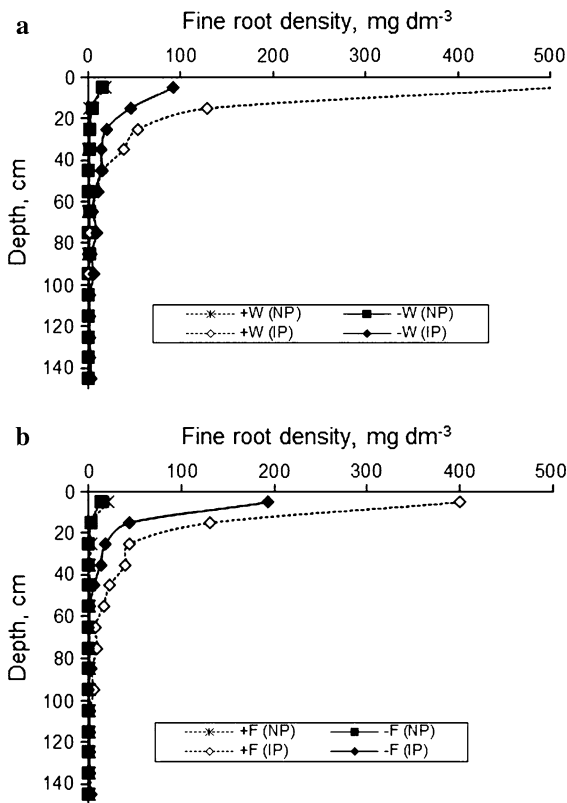 a
Fine root density, mg dm-3
0 100 200 300 400 500
Depth, cm
0
20
40
60
80
100
120
140
+W (NP) -W (NP)
+W (IP) -W (IP)
b
Fine root density, mg dm-3
0 100 200 300 400 500
Depth, cm
0
20
40
60
80
100
120
140
+F (NP) -F (NP)
+F (IP) -F (IP)